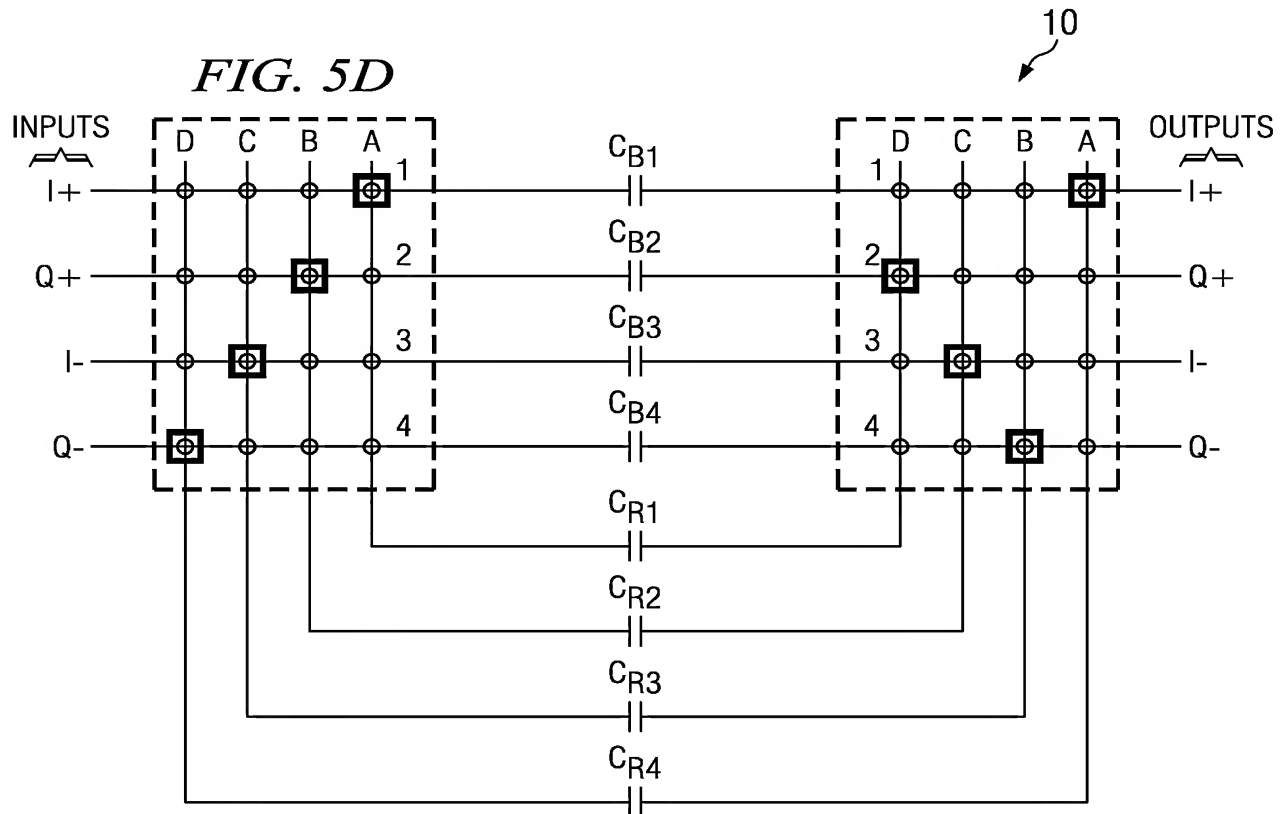 10
FIG. 5D
INPUTS
D C B A
D C B A
OUTPUTS
I+
1
CB1
1
I+
Q+
2
CB2
2
Q+
I-
3
CB3
3
I-
Q-
4
CB4
4
Q-
CR1
CR2
CR3
CR4